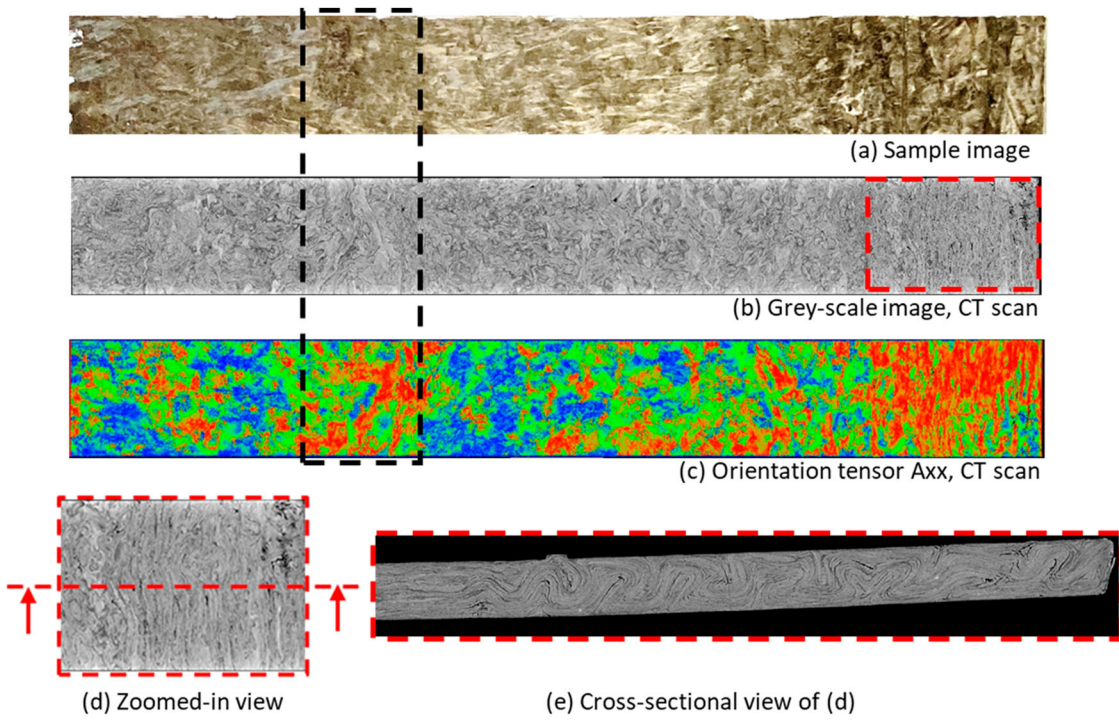 (a) Sample image
(b) Grey-scale image, CT scan
(c) Orientation tensor Axx, CT scan
(d) Zoomed-in view
(e) Cross-sectional view of (d)